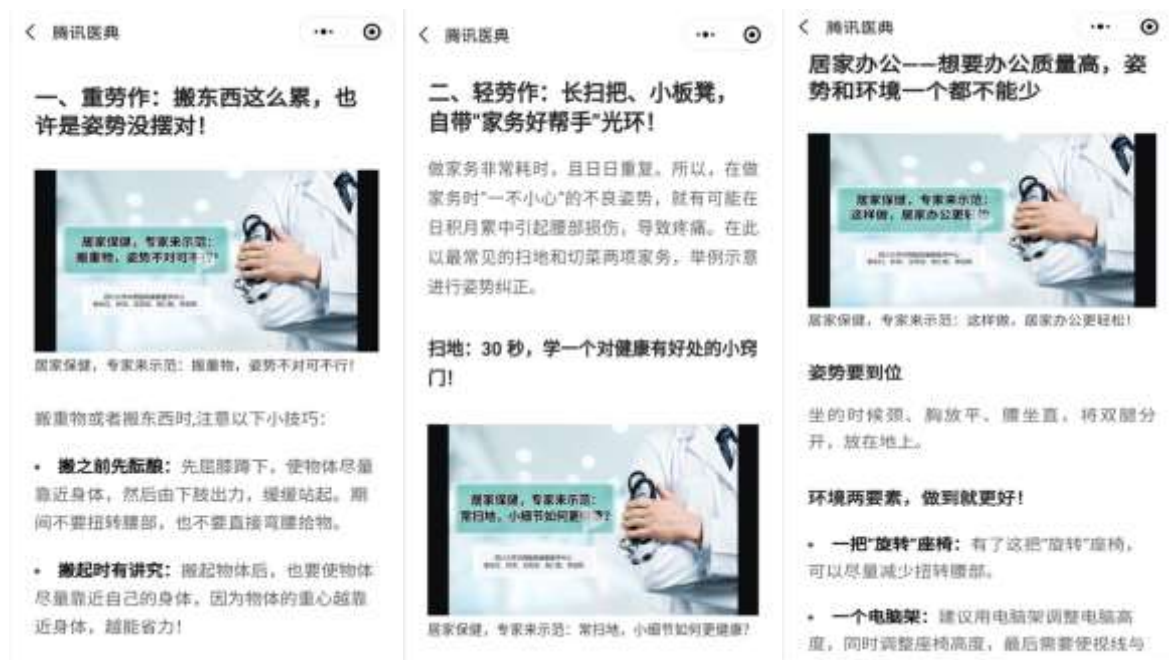 腾讯医典
一、重劳作：搬东西这么累，也
许是姿势没摆对！
居家保健，专家来示范：
搬重物，姿势不对可不行！
居家保健，专家来示范：搬重物，姿势不对可不行！
搬重物或者搬东西时,注意以下小技巧：
• 搬之前先酝酿：先屈膝蹲下，使物体尽量
靠近身体，然后由下肢出力，缓缓站起。期
间不要扭转腰部，也不要直接弯腰拾物。
• 搬起时有讲究：搬起物体后，也要使物体
尽量靠近自己的身体，因为物体的重心越靠
近身体，越能省力！
腾讯医典
二、轻劳作：长扫把、小板凳，
自带"家务好帮手"光环！
做家务非常耗时，且日日重复。所以，在做
家务时"一不小心"的不良姿势，就有可能在
日积月累中引起腰部损伤，导致疼痛。在此
以最常见的扫地和切菜两项家务，举例示意
进行姿势纠正。
扫地：30 秒，学一个对健康有好处的小窍
门！
居家保健，专家来示范：
常扫地，小细节如何更健康？
居家保健，专家来示范：常扫地，小细节如何更健康？
腾讯医典
居家办公——想要办公质量高，姿
势和环境一个都不能少
居家保健，专家来示范：
这样做，居家办公更轻松
居家保健，专家来示范：这样做，居家办公更轻松！
姿势要到位
坐的时候颈、胸放平、腰坐直，将双腿分
开，放在地上。
环境两要素，做到就更好！
• 一把"旋转"座椅：有了这把"旋转"座椅，
可以尽量减少扭转腰部。
• 一个电脑架：建议用电脑架调整电脑高
度，同时调整座椅高度，最后需要使视线与